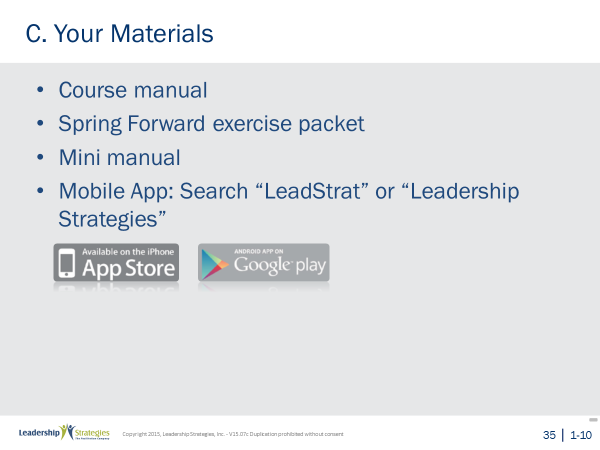 C. Your Materials
• Course manual
• Spring Forward exercise packet
• Mini manual
• Mobile App: Search “LeadStrat” or “Leadership
Strategies”
Available on the iPhone
App Store
ANDROID APP ON
Google play
Leadership Strategies
The Facilitation Company
Copyright 2015, Leadership Strategies, Inc. - V15.07c Duplication prohibited without consent
35 | 1-10